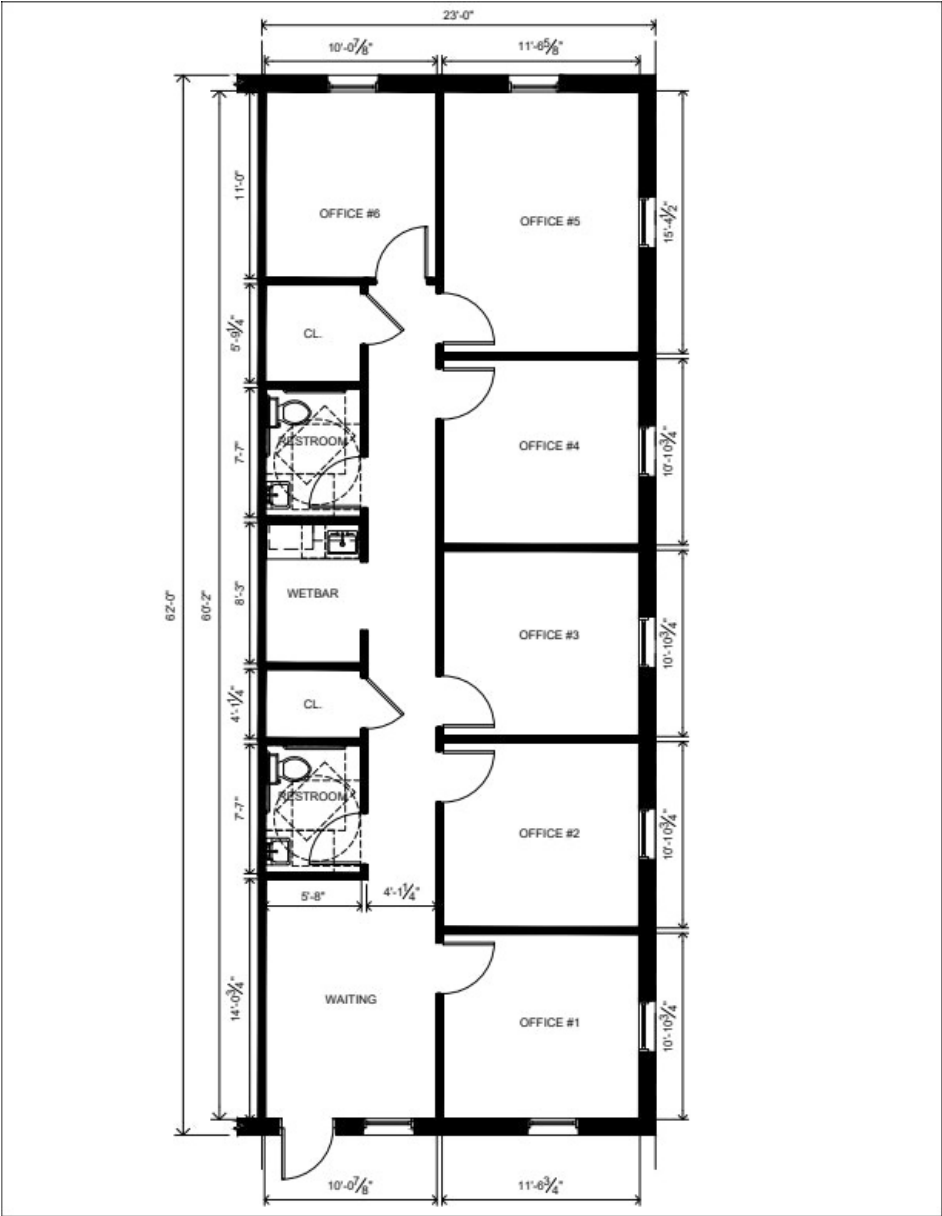 23'-0"
10'-0⅞"
11'-6⅝"
11'-0"
OFFICE #6
OFFICE #5
15'-4½"
5'-9¼"
CL.
7'-7"
RESTROOM
OFFICE #4
10'-10¾"
62'-0"
60'-2"
8'-3"
WETBAR
OFFICE #3
10'-10¾"
4'-1¼"
CL.
7'-7"
RESTROOM
OFFICE #2
10'-10¾"
5'-8"
4'-1¼"
14'-0¾"
WAITING
OFFICE #1
10'-10¾"
10'-0⅞"
11'-6¾"